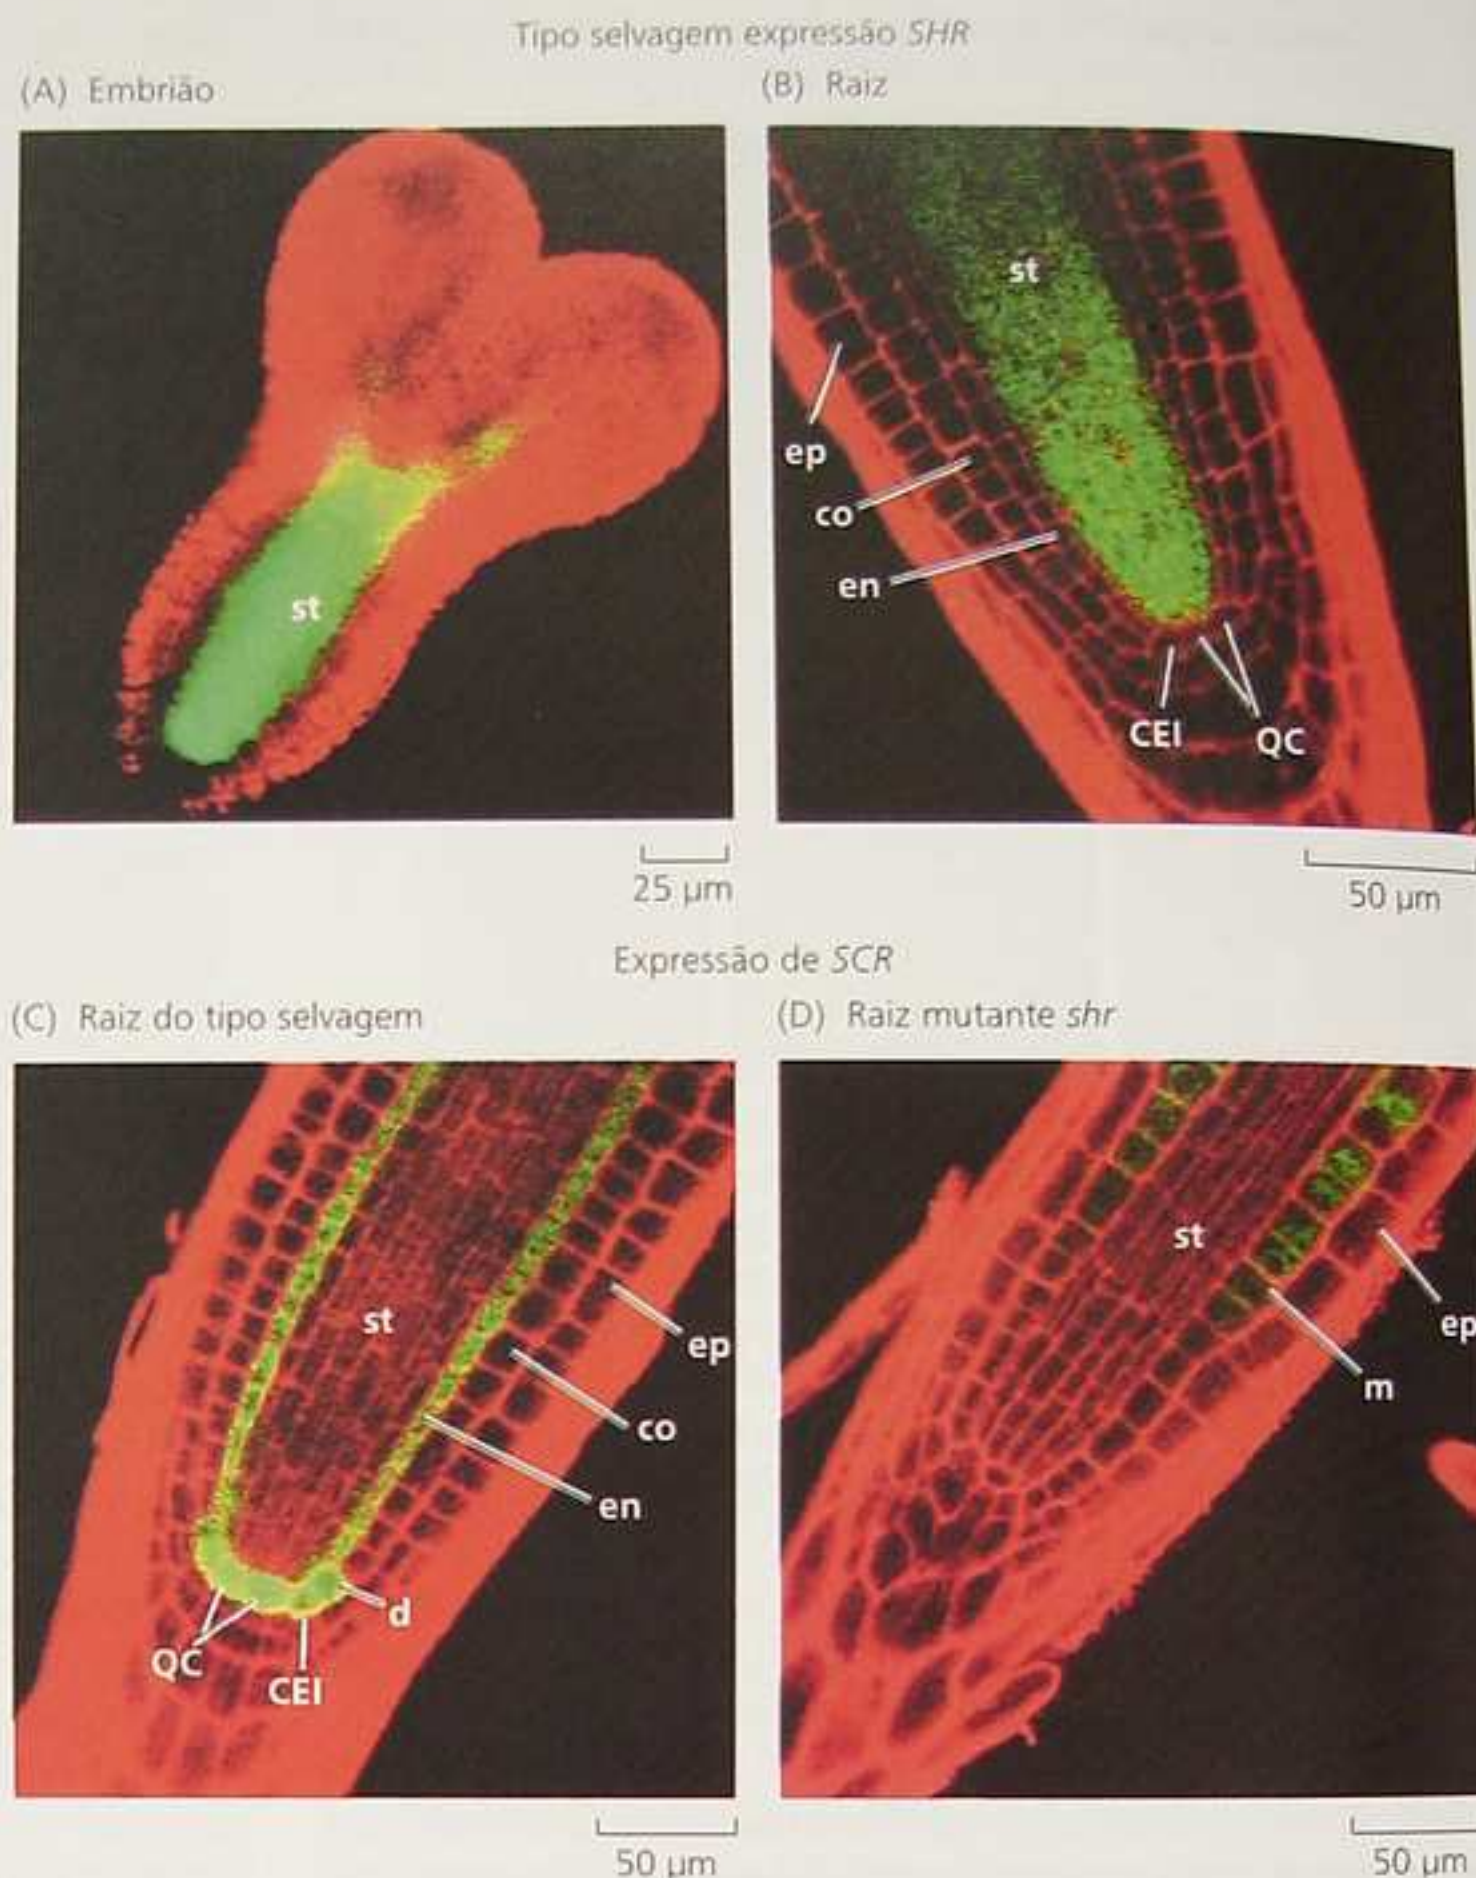 Tipo selvagem expressão SHR
(A) Embrião
(B) Raiz
st
st
ep
co
en
CEI
QC
25 µm
50 µm
Expressão de SCR
(C) Raiz do tipo selvagem
(D) Raiz mutante shr
st
ep
co
en
d
QC
CEI
st
ep
m
50 µm
50 µm